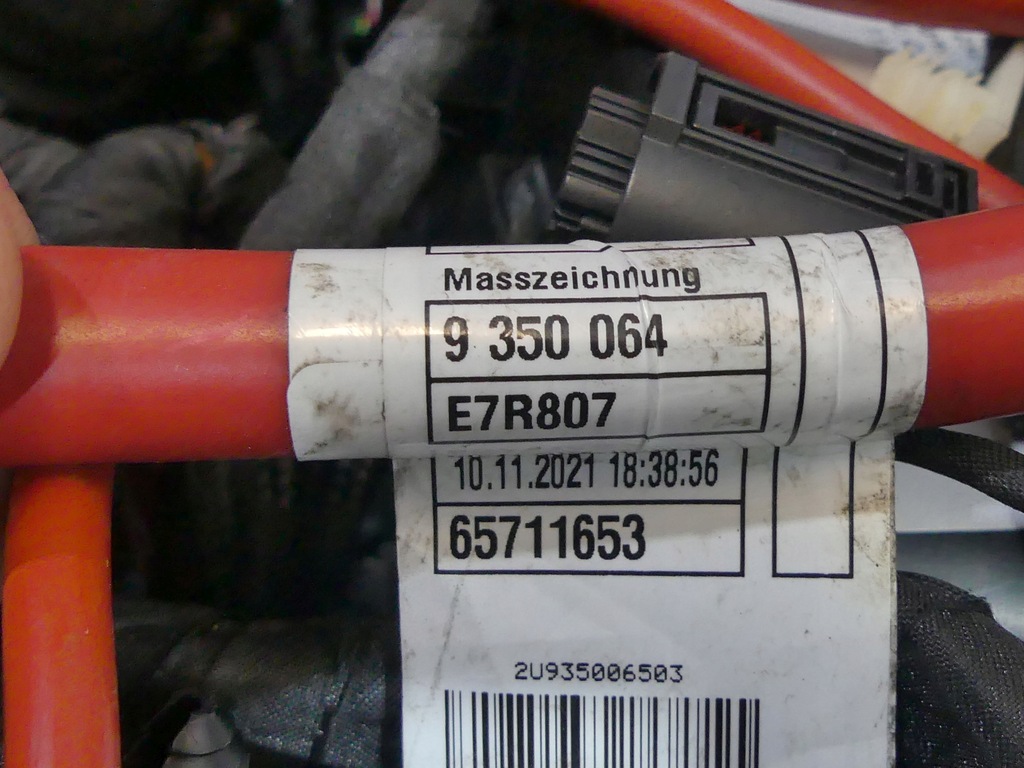 Masszeichnung
9 350 064
E7R807
10.11.2021 18:38:56
65711653
2U935006503